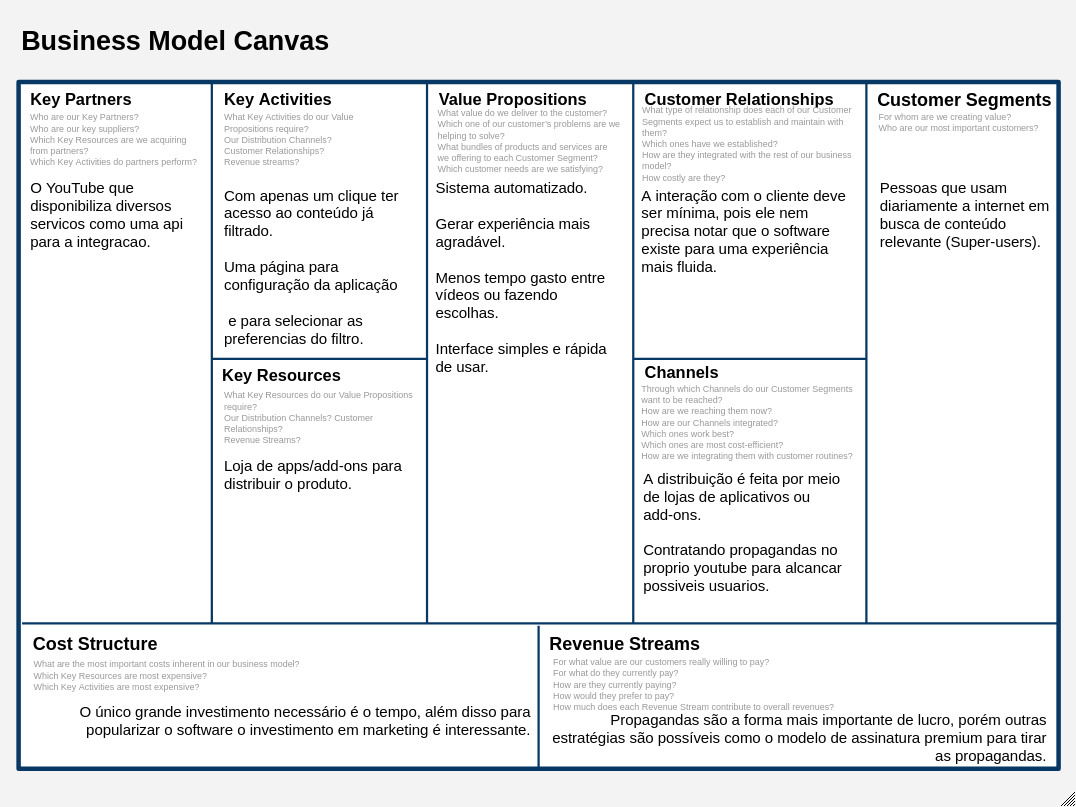 Business Model Canvas
Key Partners
Who are our Key Partners?
Who are our key suppliers?
Which Key Resources are we acquiring
from partners?
Which Key Activities do partners perform?
O YouTube que
disponibiliza diversos
servicos como uma api
para a integracao.
Key Activities
What Key Activities do our Value
Propositions require?
Our Distribution Channels?
Customer Relationships?
Revenue streams?
Com apenas um clique ter
acesso ao conteúdo já
filtrado.
Uma página para
configuração da aplicação
e para selecionar as
preferencias do filtro.
Key Resources
What Key Resources do our Value Propositions
require?
Our Distribution Channels? Customer
Relationships?
Revenue Streams?
Loja de apps/add-ons para
distribuir o produto.
Value Propositions
What value do we deliver to the customer?
Which one of our customer's problems are we
helping to solve?
What bundles of products and services are
we offering to each Customer Segment?
Which customer needs are we satisfying?
Sistema automatizado.
Gerar experiência mais
agradável.
Menos tempo gasto entre
vídeos ou fazendo
escolhas.
Interface simples e rápida
de usar.
Customer Relationships
What type of relationship does each of our Customer
Segments expect us to establish and maintain with
them?
Which ones have we established?
How are they integrated with the rest of our business
model?
How costly are they?
A interação com o cliente deve
ser mínima, pois ele nem
precisa notar que o software
existe para uma experiência
mais fluida.
Channels
Through which Channels do our Customer Segments
want to be reached?
How are we reaching them now?
How are our Channels integrated?
Which ones work best?
Which ones are most cost-efficient?
How are we integrating them with customer routines?
A distribuição é feita por meio
de lojas de aplicativos ou
add-ons.
Contratando propagandas no
proprio youtube para alcancar
possiveis usuarios.
Customer Segments
For whom are we creating value?
Who are our most important customers?
Pessoas que usam
diariamente a internet em
busca de conteúdo
relevante (Super-users).
Cost Structure
What are the most important costs inherent in our business model?
Which Key Resources are most expensive?
Which Key Activities are most expensive?
O único grande investimento necessário é o tempo, além disso para
popularizar o software o investimento em marketing é interessante.
Revenue Streams
For what value are our customers really willing to pay?
For what do they currently pay?
How are they currently paying?
How would they prefer to pay?
How much does each Revenue Stream contribute to overall revenues?
Propagandas são a forma mais importante de lucro, porém outras
estratégias são possíveis como o modelo de assinatura premium para tirar
as propagandas.